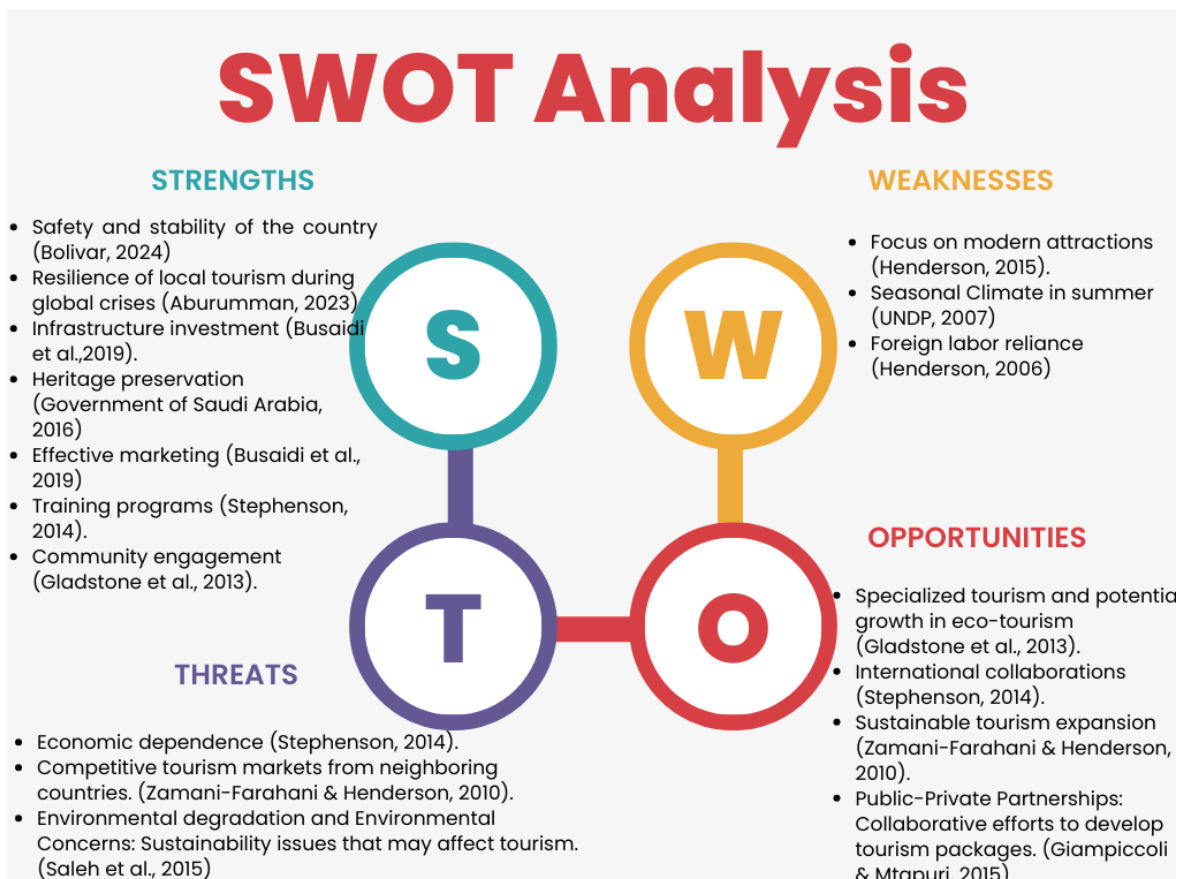 SWOT Analysis
STRENGTHS
• Safety and stability of the country
(Bolivar, 2024)
• Resilience of local tourism during
global crises (Aburumman, 2023)
• Infrastructure investment (Busaidi
et al.,2019).
• Heritage preservation
(Government of Saudi Arabia,
2016)
• Effective marketing (Busaidi et al.,
2019)
• Training programs (Stephenson,
2014).
• Community engagement
(Gladstone et al., 2013).
WEAKNESSES
• Focus on modern attractions
(Henderson, 2015).
• Seasonal Climate in summer
(UNDP, 2007)
• Foreign labor reliance
(Henderson, 2006)
S
W
T
O
OPPORTUNITIES
• Specialized tourism and potentia
growth in eco-tourism
(Gladstone et al., 2013).
• International collaborations
(Stephenson, 2014).
• Sustainable tourism expansion
(Zamani-Farahani & Henderson,
2010).
• Public-Private Partnerships:
Collaborative efforts to develop
tourism packages. (Giampiccoli
& Mtapuri, 2015)
THREATS
• Economic dependence (Stephenson, 2014).
• Competitive tourism markets from neighboring
countries. (Zamani-Farahani & Henderson, 2010).
• Environmental degradation and Environmental
Concerns: Sustainability issues that may affect tourism.
(Saleh et al., 2015)